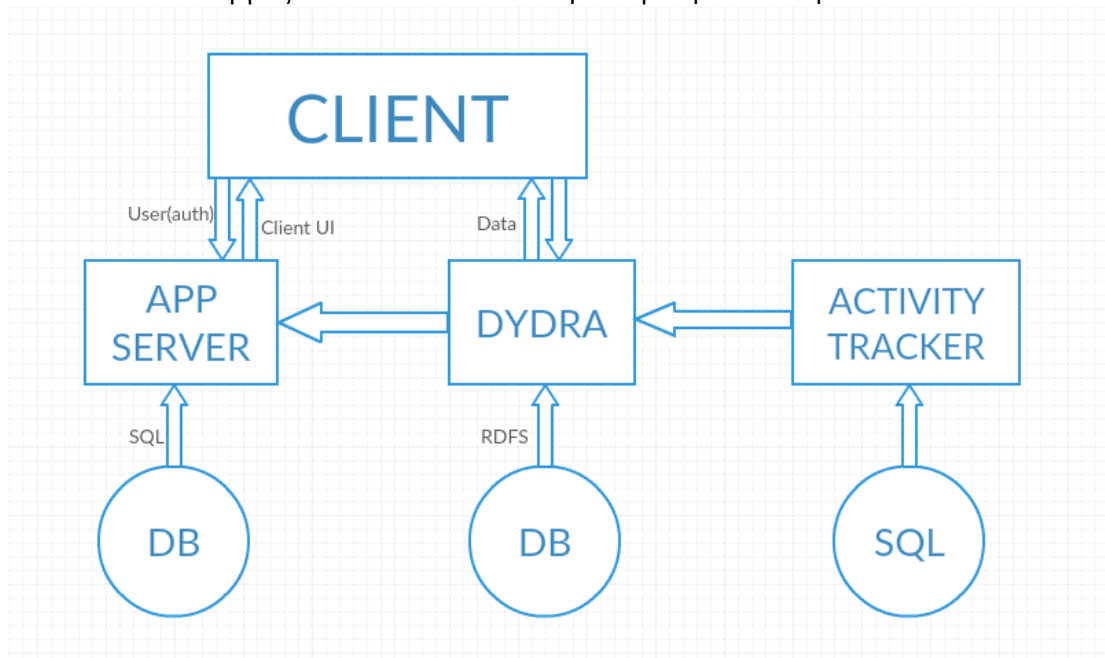 CLIENT
User(auth)
Client UI
Data
APP
SERVER
DYDRA
ACTIVITY
TRACKER
SQL
RDFS
DB
DB
SQL